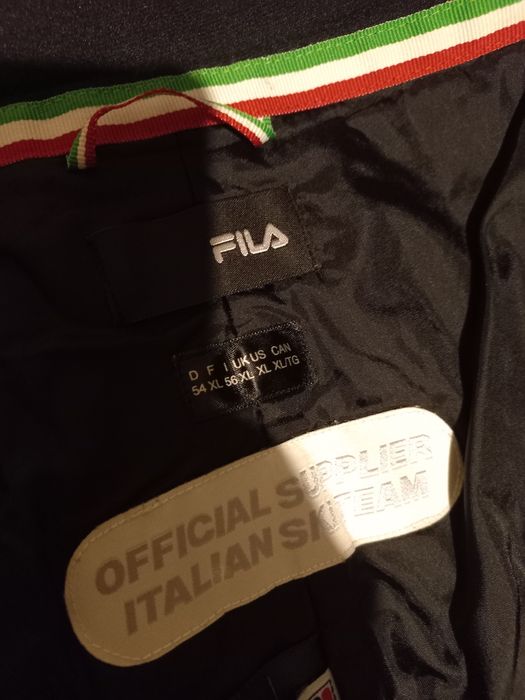 FILA
D F I UK US CAN
54 XL 56 XL XL XL/TG
OFFICIAL SUPPLIER
ITALIAN SKI TEAM